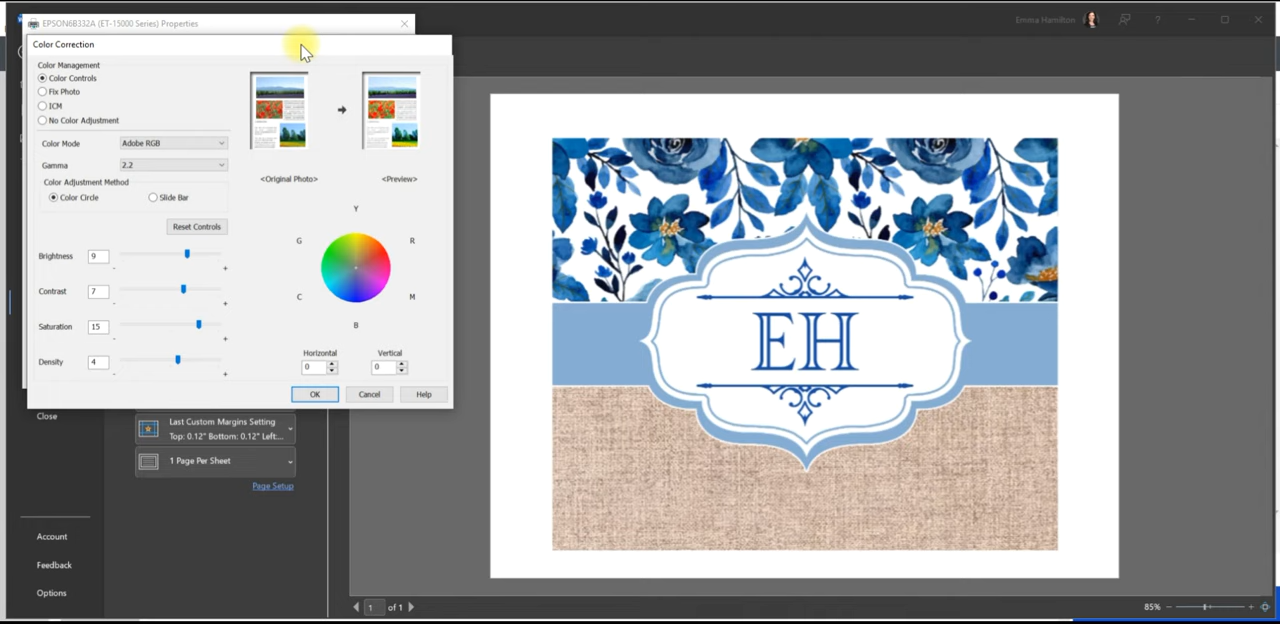 EPSON6B332A (ET-15000 Series) Properties
Emma Hamilton
?
Color Correction
Color Management
Color Controls
Fix Photo
ICM
No Color Adjustment
Color Mode
Adobe RGB
Gamma
2.2
Color Adjustment Method
Color Circle
Slide Bar
Reset Controls
<Original Photo>
<Preview>
Y
G
R
C
M
B
Brightness
9
-
+
Contrast
7
-
+
Saturation
15
-
+
Density
4
-
+
Horizontal
Vertical
0
0
OK
Cancel
Help
EH
Close
Last Custom Margins Setting
Top: 0.12" Bottom: 0.12" Left:...
1 Page Per Sheet
Page Setup
Account
Feedback
Options
1 of 1
85%
- +